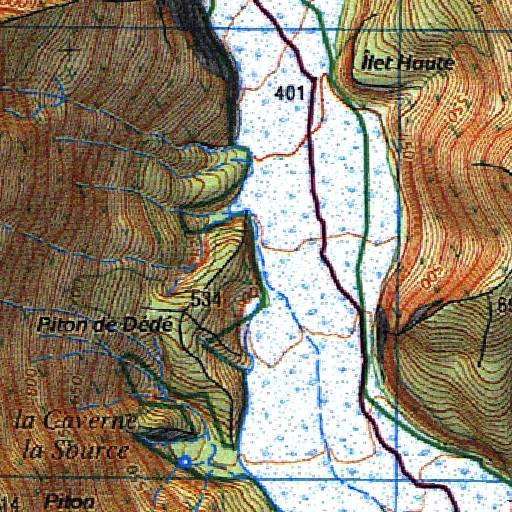 Îlet Haute
401
534
Piton de Dédé
la Caverne
la Source
Piton